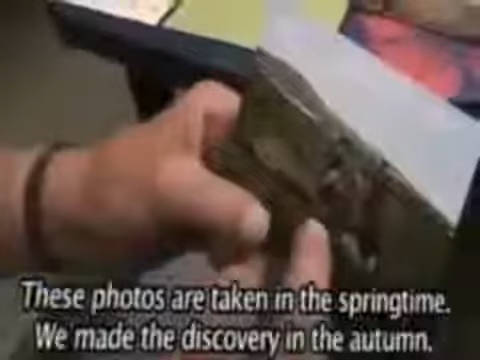 These photos are taken in the springtime.
We made the discovery in the autumn.